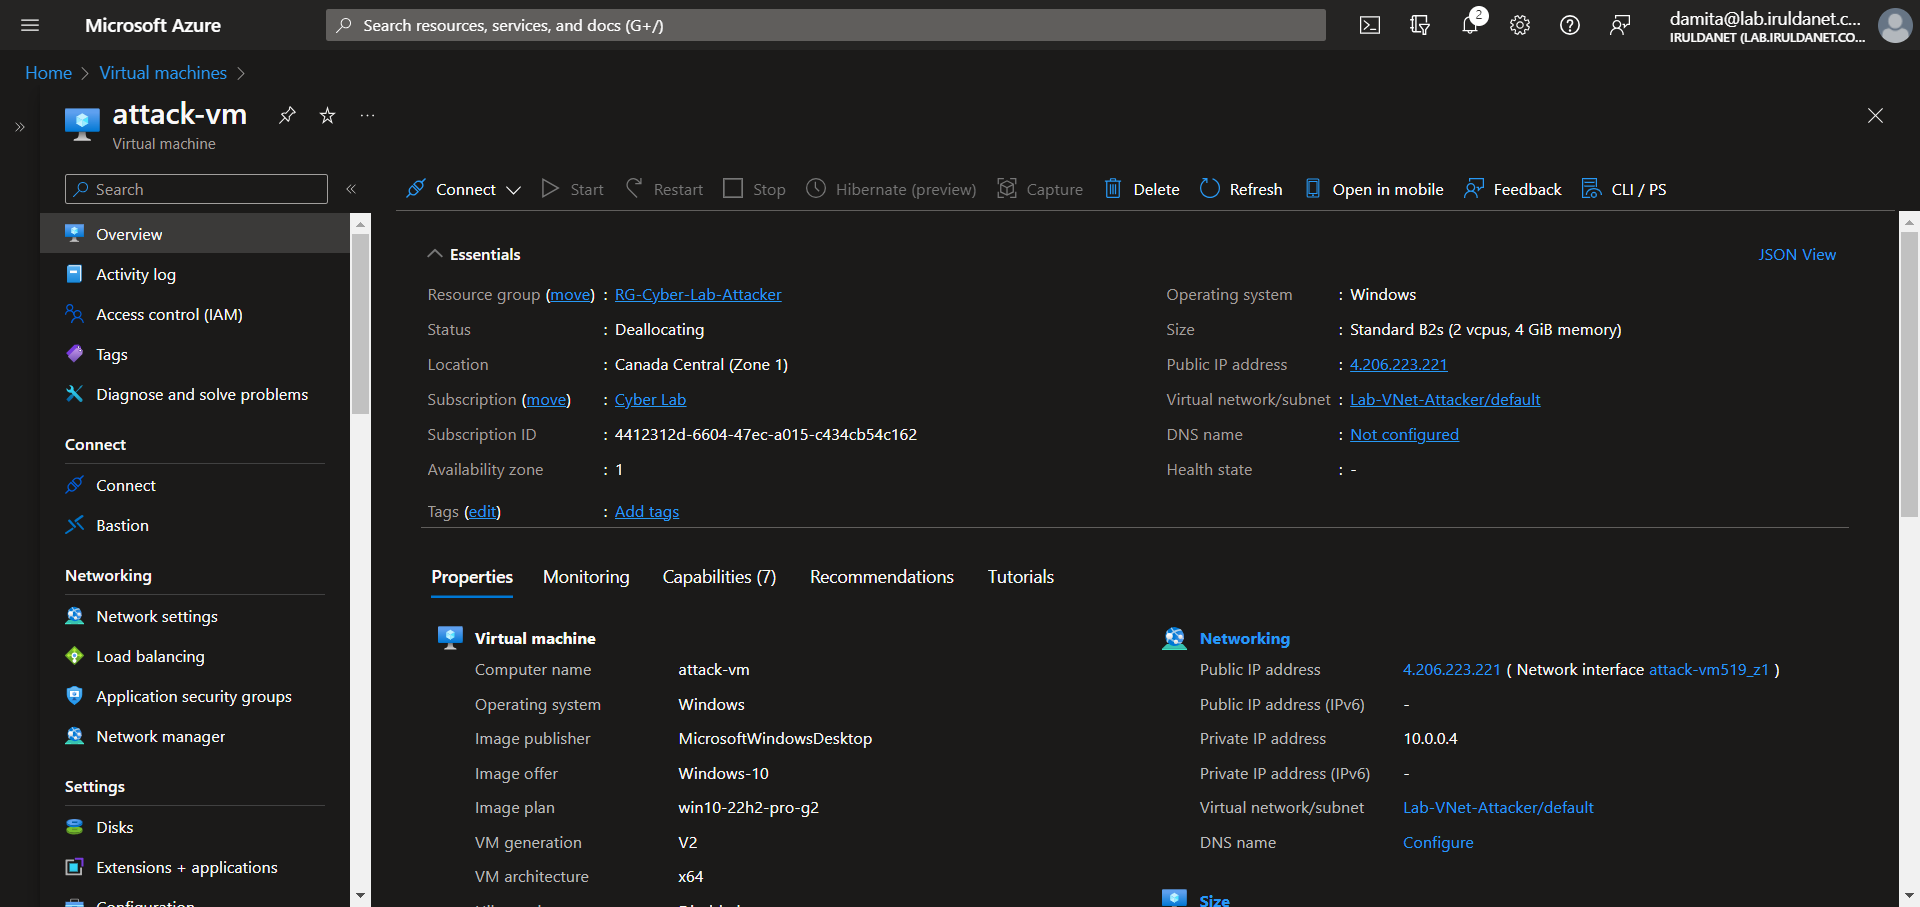 Microsoft Azure
Search resources, services, and docs (G+/)
2
damita@lab.iruldanet.c...
IRULDANET (LAB.IRULDANET.CO...
Home > Virtual machines >
attack-vm
Virtual machine
Search
Connect
Start
Restart
Stop
Hibernate (preview)
Capture
Delete
Refresh
Open in mobile
Feedback
CLI / PS
Overview
Activity log
Access control (IAM)
Tags
Diagnose and solve problems
Connect
Connect
Bastion
Networking
Network settings
Load balancing
Application security groups
Network manager
Settings
Disks
Extensions + applications
Configuration
Essentials
JSON View
Resource group (move) : RG-Cyber-Lab-Attacker
Status : Deallocating
Location : Canada Central (Zone 1)
Subscription (move) : Cyber Lab
Subscription ID : 4412312d-6604-47ec-a015-c434cb54c162
Availability zone : 1
Operating system : Windows
Size : Standard B2s (2 vcpus, 4 GiB memory)
Public IP address : 4.206.223.221
Virtual network/subnet : Lab-VNet-Attacker/default
DNS name : Not configured
Health state : -
Tags (edit) : Add tags
Properties
Monitoring
Capabilities (7)
Recommendations
Tutorials
Virtual machine
Computer name attack-vm
Operating system Windows
Image publisher MicrosoftWindowsDesktop
Image offer Windows-10
Image plan win10-22h2-pro-g2
VM generation V2
VM architecture x64
Networking
Public IP address 4.206.223.221 ( Network interface attack-vm519_z1 )
Public IP address (IPv6) -
Private IP address 10.0.0.4
Private IP address (IPv6) -
Virtual network/subnet Lab-VNet-Attacker/default
DNS name Configure
Size